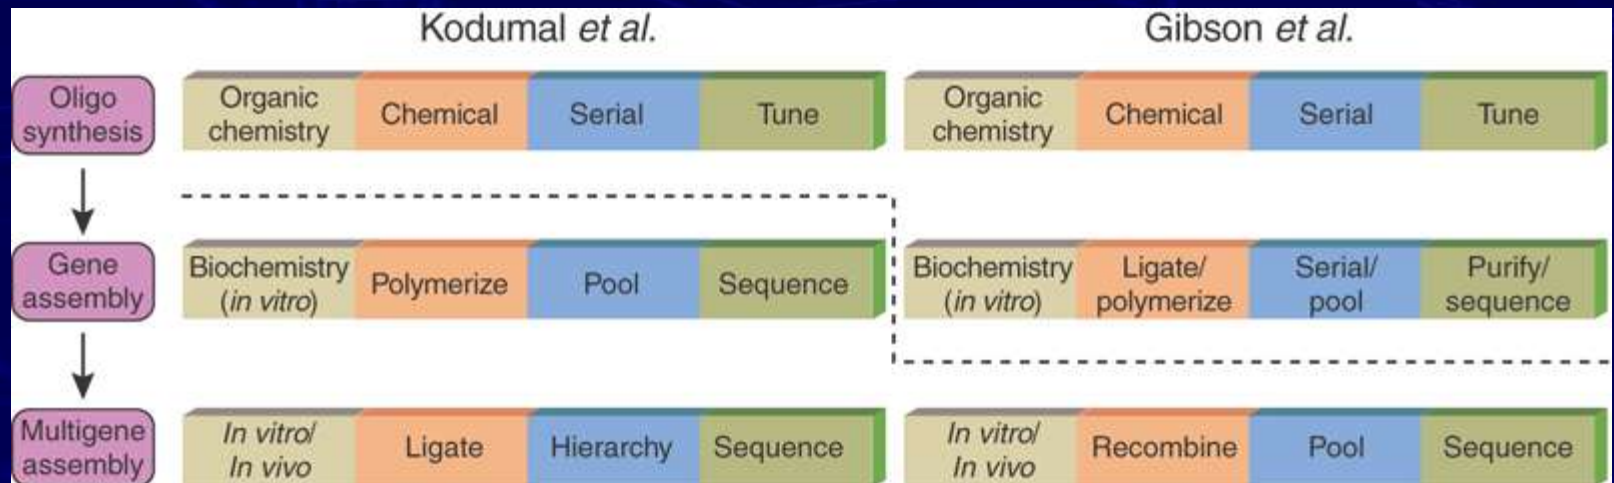 Kodumal et al.
Gibson et al.
Oligo
synthesis
Organic
chemistry
Chemical
Serial
Tune
Organic
chemistry
Chemical
Serial
Tune
Gene
assembly
Biochemistry
(in vitro)
Polymerize
Pool
Sequence
Biochemistry
(in vitro)
Ligate/
polymerize
Serial/
pool
Purify/
sequence
Multigene
assembly
In vitro/
In vivo
Ligate
Hierarchy
Sequence
In vitro/
In vivo
Recombine
Pool
Sequence